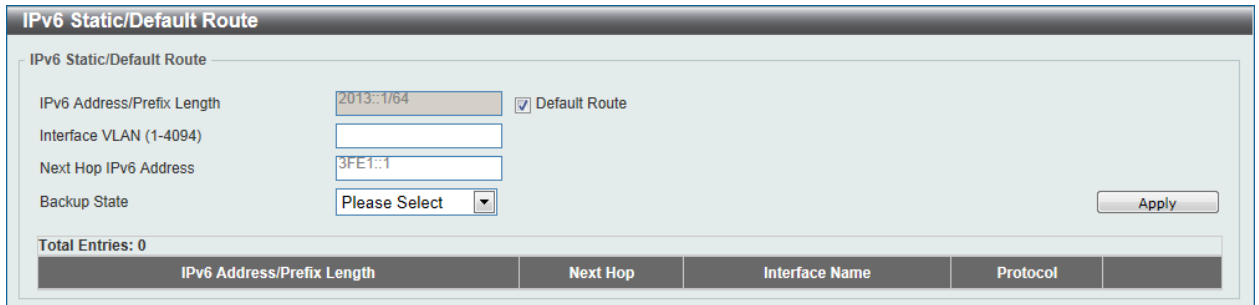 IPv6 Static/Default Route
IPv6 Static/Default Route
IPv6 Address/Prefix Length 2013::1/64 Default Route
Interface VLAN (1-4094)
Next Hop IPv6 Address 3FE1::1
Backup State Please Select Apply
Total Entries: 0
IPv6 Address/Prefix Length Next Hop Interface Name Protocol